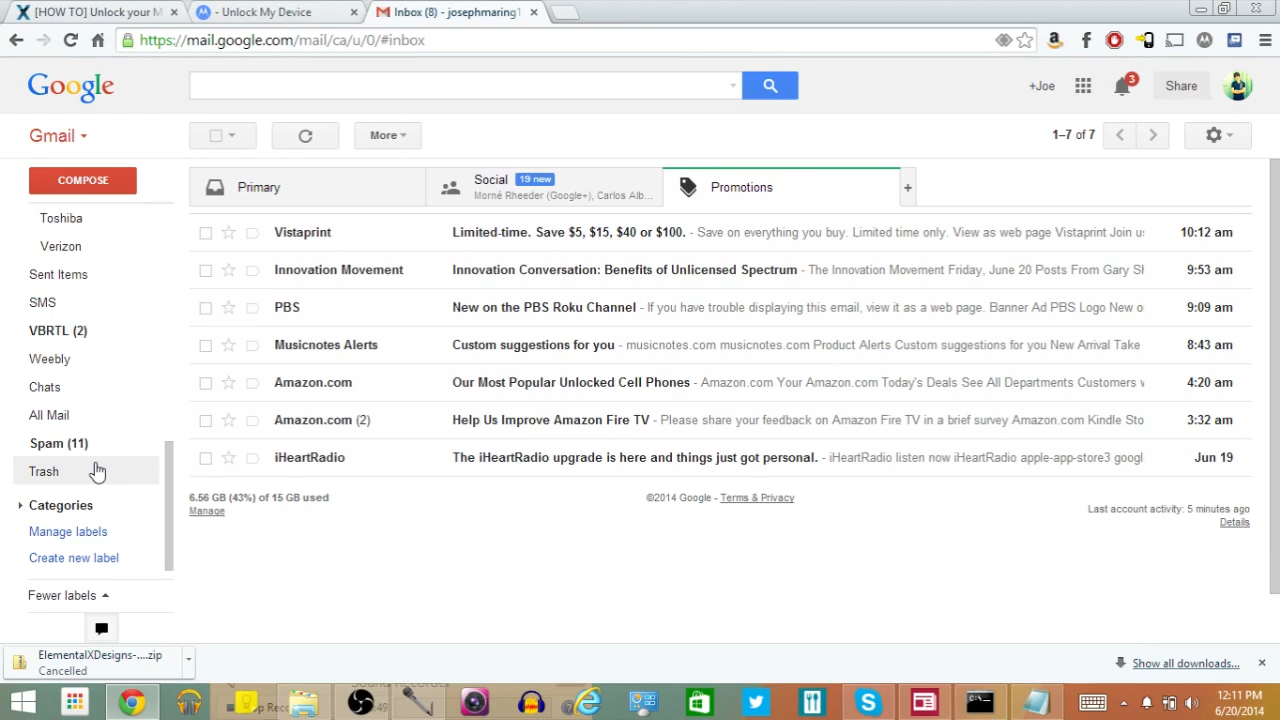 [HOW TO] Unlock your M
- Unlock My Device
Inbox (8) - josephmaring1
https://mail.google.com/mail/ca/u/0/#inbox
Google
+Joe
3
Share
Gmail
More
1–7 of 7
COMPOSE
Primary
Social
19 new
Morné Rheeder (Google+), Carlos Alb...
Promotions
+
Toshiba
Verizon
Sent Items
SMS
VBRTL (2)
Weebly
Chats
All Mail
Spam (11)
Trash
Categories
Manage labels
Create new label
Fewer labels
Vistaprint
Limited-time. Save $5, $15, $40 or $100. - Save on everything you buy. Limited time only. View as web page Vistaprint Join us
10:12 am
Innovation Movement
Innovation Conversation: Benefits of Unlicensed Spectrum - The Innovation Movement Friday, June 20 Posts From Gary Sh
9:53 am
PBS
New on the PBS Roku Channel - If you have trouble displaying this email, view it as a web page. Banner Ad PBS Logo New o
9:09 am
Musicnotes Alerts
Custom suggestions for you - musicnotes.com musicnotes.com Product Alerts Custom suggestions for you New Arrival Take
8:43 am
Amazon.com
Our Most Popular Unlocked Cell Phones - Amazon.com Your Amazon.com Today's Deals See All Departments Customers
4:20 am
Amazon.com (2)
Help Us Improve Amazon Fire TV - Please share your feedback on Amazon Fire TV in a brief survey Amazon.com Kindle Sto
3:32 am
iHeartRadio
The iHeartRadio upgrade is here and things just got personal. - iHeartRadio listen now iHeartRadio apple-app-store3 googl
Jun 19
6.56 GB (43%) of 15 GB used
Manage
©2014 Google - Terms & Privacy
Last account activity: 5 minutes ago
Details
ElementalXDesigns-....zip
Cancelled
Show all downloads...
12:11 PM
6/20/2014